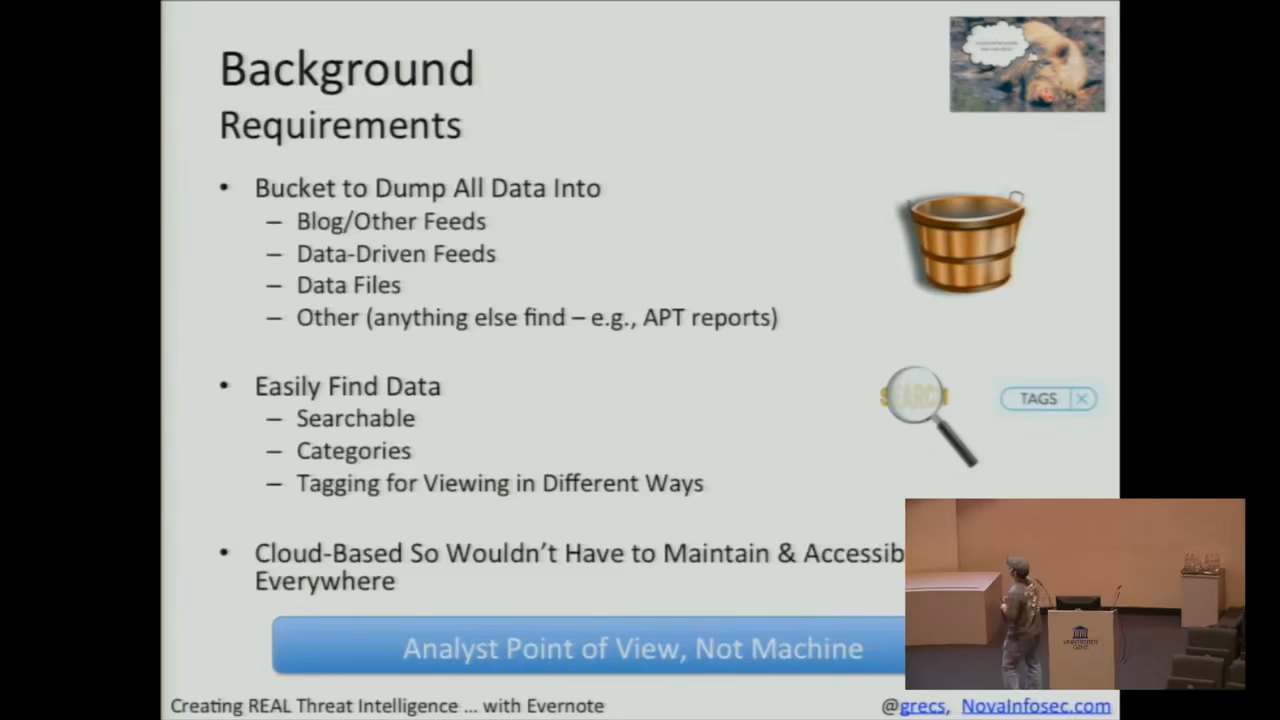 Background
Requirements
• Bucket to Dump All Data Into
– Blog/Other Feeds
– Data-Driven Feeds
– Data Files
– Other (anything else find – e.g., APT reports)
• Easily Find Data
– Searchable
– Categories
– Tagging for Viewing in Different Ways
SEARCH
TAGS
• Cloud-Based So Wouldn't Have to Maintain & Accessib
Everywhere
Analyst Point of View, Not Machine
UNIVERSITEIT
GENT
Creating REAL Threat Intelligence … with Evernote
@grecs, NovaInfosec.com